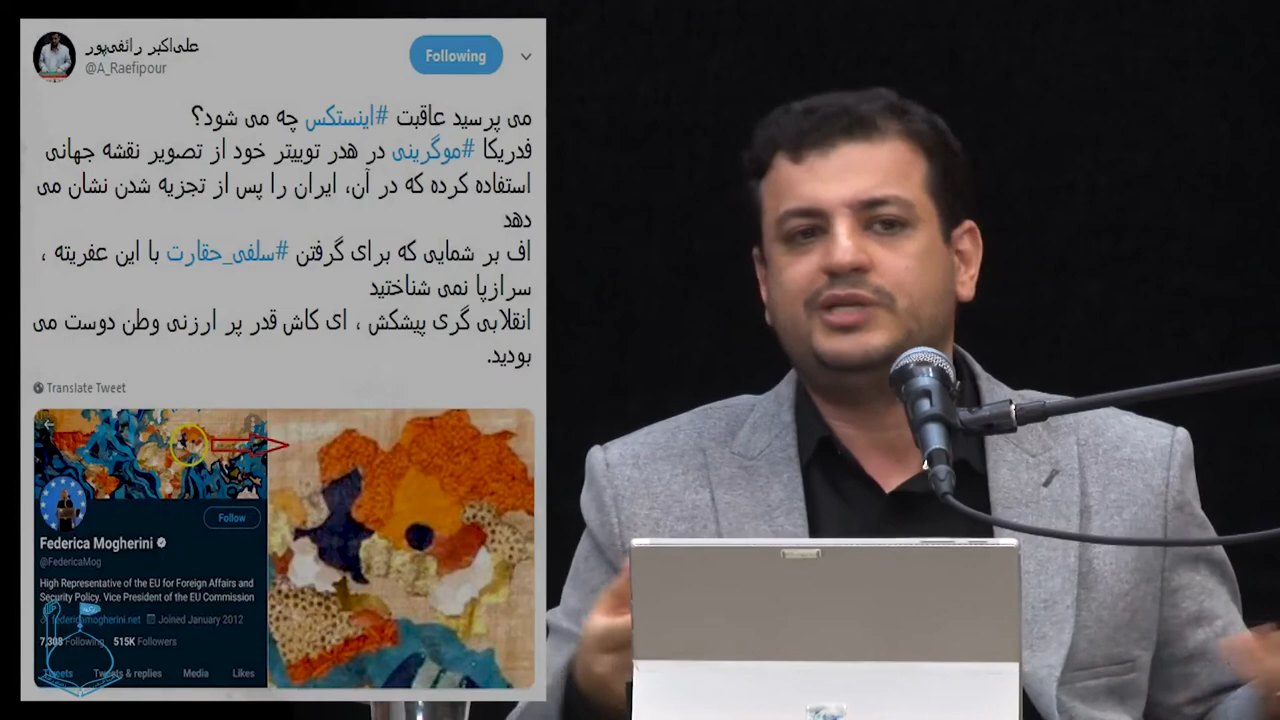 علی‌اکبر رائفی‌پور
@A_Raefipour
Following
می پرسید عاقبت #اینستکس چه می شود؟
فدریکا #موگرینی در هدر توییتر خود از تصویر نقشه جهانی
استفاده کرده که در آن، ایران را پس از تجزیه شدن نشان می
دهد
اف بر شمایی که برای گرفتن #سلفی_حقارت با این عفریته ،
سرازپا نمی شناختید
انقلابی گری پیشکش ، ای کاش قدر پر ارزنی وطن دوست می
بودید.
Translate Tweet
Follow
Federica Mogherini
@FedericaMog
High Representative of the EU for Foreign Affairs and
Security Policy. Vice President of the EU Commission
federicamogherini.net Joined January 2012
7,308 Following 515K Followers
Tweets Tweets & replies Media Likes